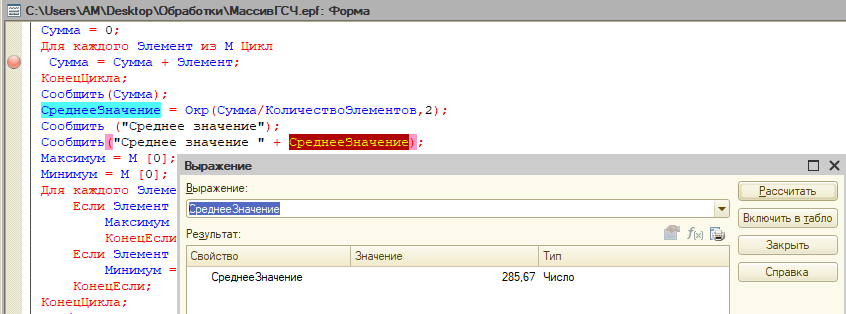 C:\Users\AM\Desktop\Обработки\МассивГСЧ.epf: Форма
Сумма = 0;
Для каждого Элемент из М Цикл
Сумма = Сумма + Элемент;
КонецЦикла;
Сообщить(Сумма);
СреднееЗначение = Окр(Сумма/КоличествоЭлементов,2);
Сообщить ("Среднее значение");
Сообщить("Среднее значение " + СреднееЗначение);
Максимум = М [0];
Минимум = М [0];
Для каждого Элеме
Если Элемент
Максимум
КонецЕсли
Если Элемент
Минимум =
КонецЕсли;
КонецЦикла;
Выражение
Выражение:
СреднееЗначение
Рассчитать
Включить в табло
Закрыть
Справка
Результат:
Свойство Значение Тип
СреднееЗначение 285,67 Число